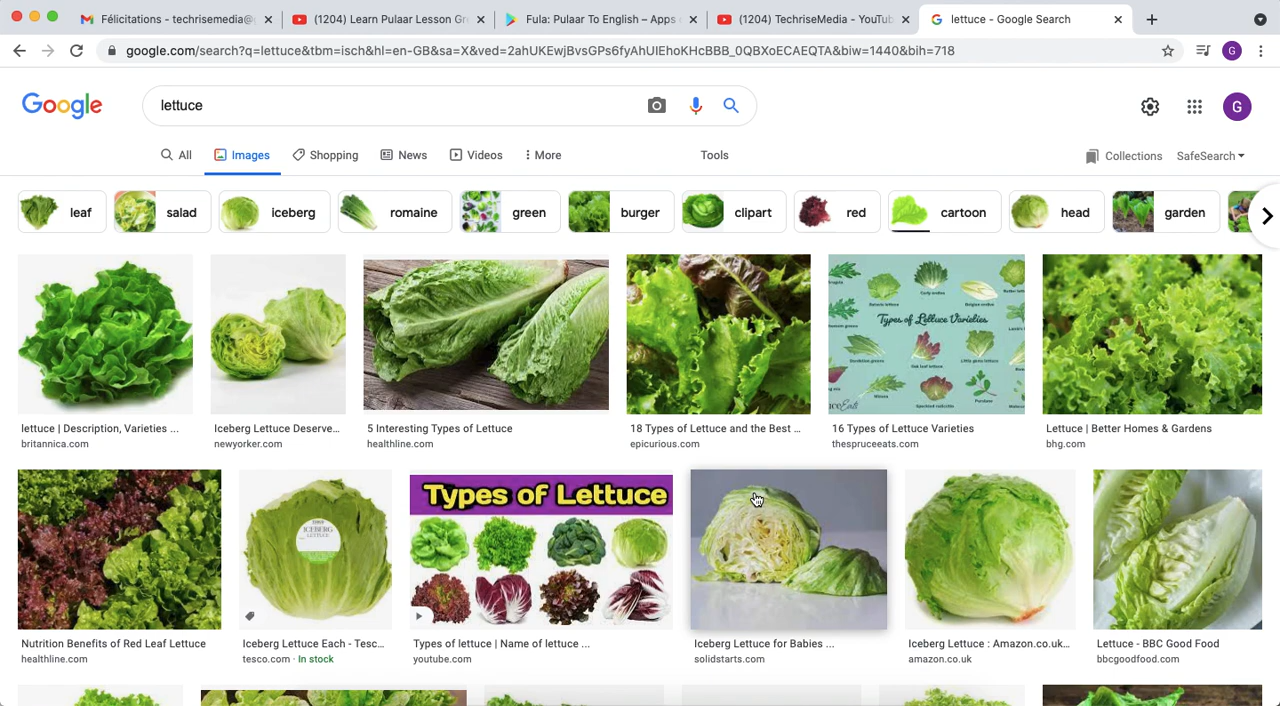 Félicitations - techrisemedia@g
(1204) Learn Pulaar Lesson Gr
Fula: Pulaar To English – Apps
(1204) TechriseMedia - YouTub
lettuce - Google Search
google.com/search?q=lettuce&tbm=isch&hl=en-GB&sa=X&ved=2ahUKEwjBvsGPs6fyAhUIEhoKHcBBB_0QBXoECAEQTA&biw=1440&bih=718
G
Google
lettuce
G
All
Images
Shopping
News
Videos
More
Tools
Collections
SafeSearch
leaf
salad
iceberg
romaine
green
burger
clipart
red
cartoon
head
garden
Types of Lettuce Varieties
lettuce | Description, Varieties ...
britannica.com
Iceberg Lettuce Deserve...
newyorker.com
5 Interesting Types of Lettuce
healthline.com
18 Types of Lettuce and the Best ...
epicurious.com
16 Types of Lettuce Varieties
thespruceeats.com
Lettuce | Better Homes & Gardens
bhg.com
ICEBERG
LETTUCE
Types of Lettuce
Nutrition Benefits of Red Leaf Lettuce
healthline.com
Iceberg Lettuce Each - Tesc...
tesco.com · In stock
Types of lettuce | Name of lettuce ...
youtube.com
Iceberg Lettuce for Babies ...
solidstarts.com
Iceberg Lettuce : Amazon.co.uk...
amazon.co.uk
Lettuce - BBC Good Food
bbcgoodfood.com